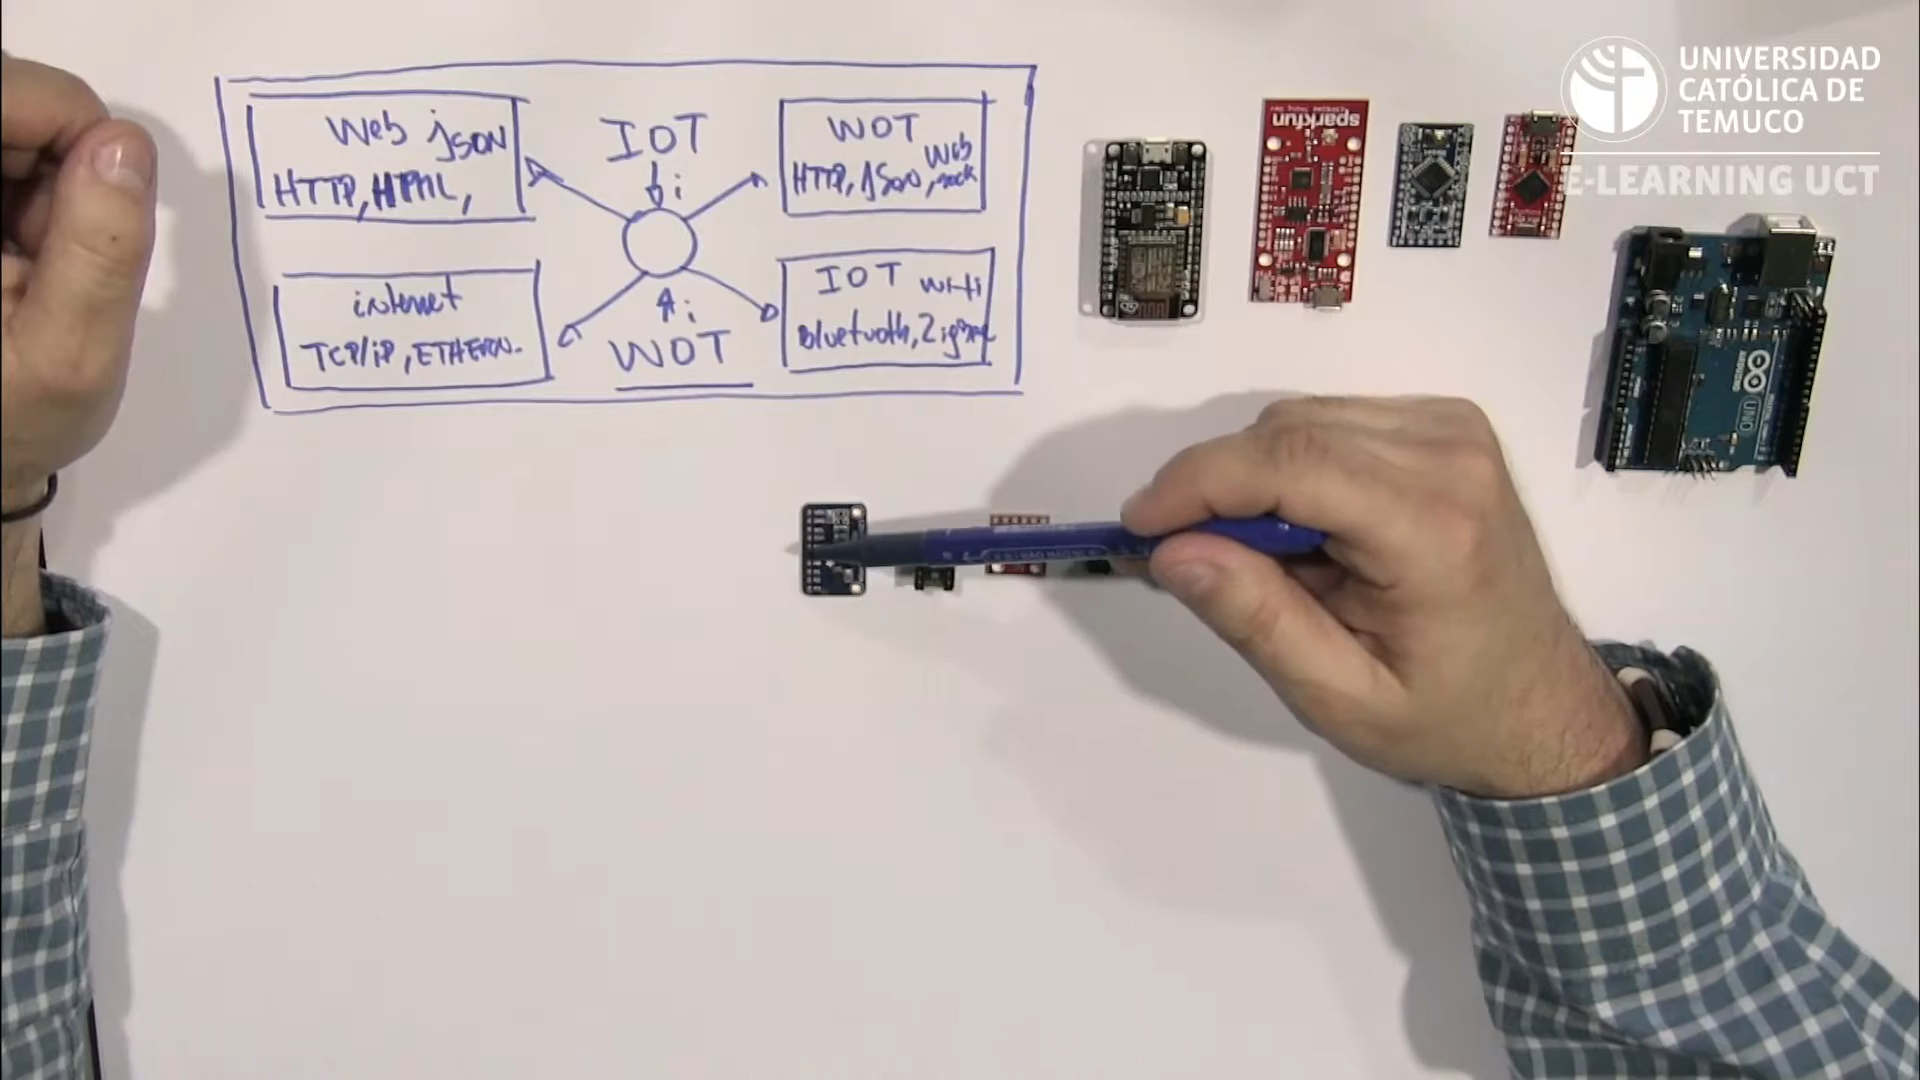 Web json
HTTP, HTML,
IOT
WOT
HTTP, JSON, Web
sock
internet
TCP/IP, ETHERN.
WOT
IOT Wifi
Bluetooth, Zigbee
sparkfun
ARDUINO
UNO
UNIVERSIDAD
CATÓLICA DE
TEMUCO
E-LEARNING UCT